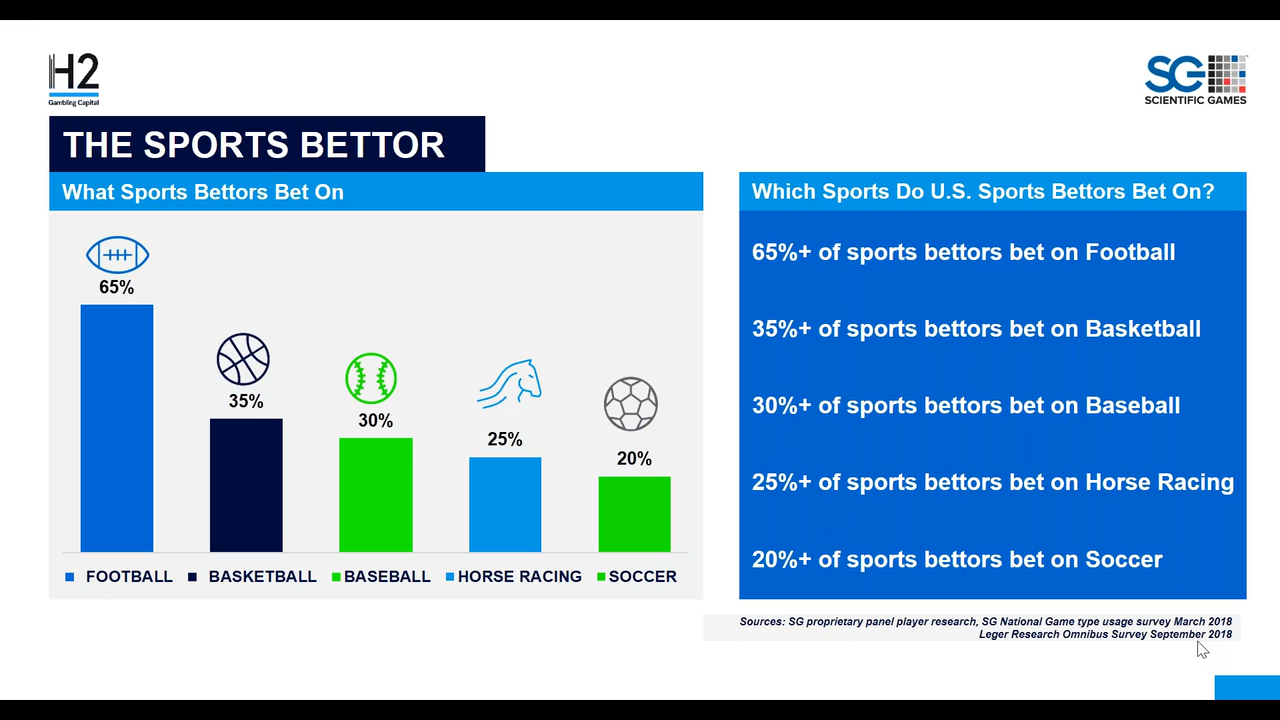 H2
Gambling Capital
SG
SCIENTIFIC GAMES
THE SPORTS BETTOR
What Sports Bettors Bet On
65%
35%
30%
25%
20%
FOOTBALL BASKETBALL BASEBALL HORSE RACING SOCCER
Which Sports Do U.S. Sports Bettors Bet On?
65%+ of sports bettors bet on Football
35%+ of sports bettors bet on Basketball
30%+ of sports bettors bet on Baseball
25%+ of sports bettors bet on Horse Racing
20%+ of sports bettors bet on Soccer
Sources: SG proprietary panel player research, SG National Game type usage survey March 2018
Leger Research Omnibus Survey September 2018